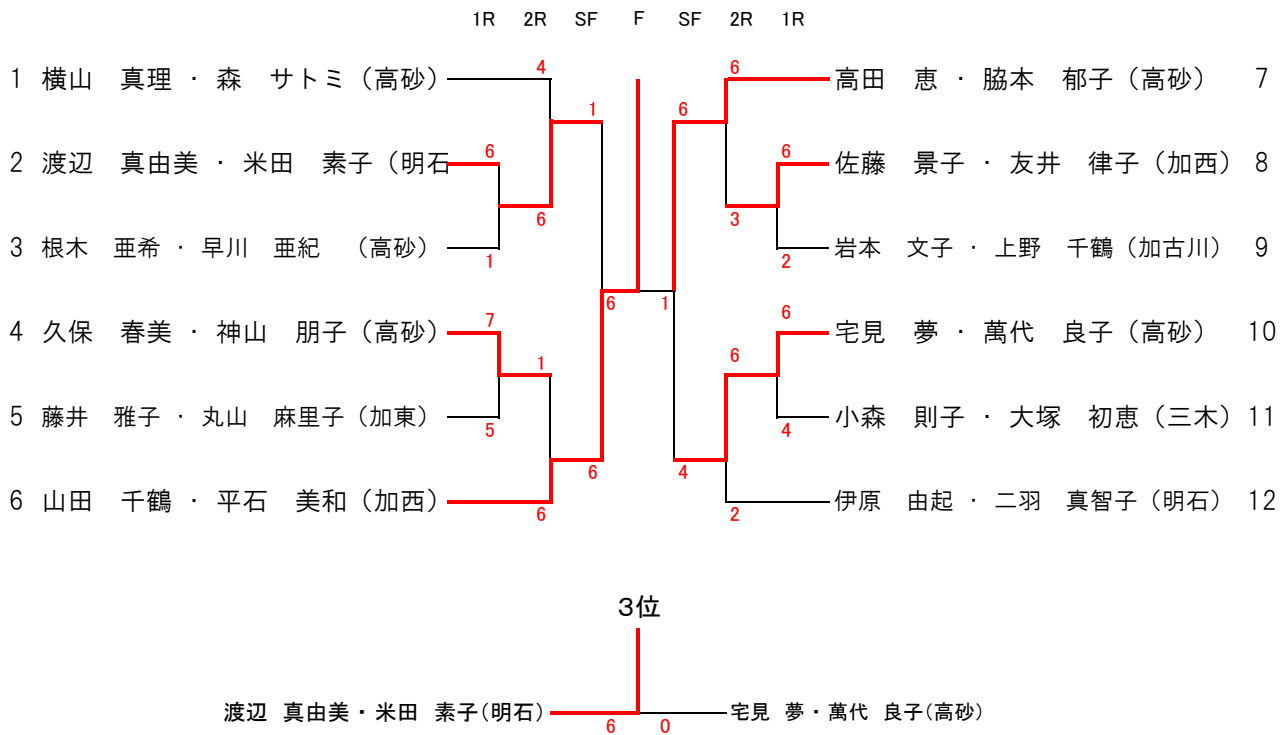 1R 2R SF F SF 2R 1R
4 6
1 横山　真理 ・ 森　サトミ（高砂） 高田　恵 ・ 脇本　郁子（高砂） 7
1 6
6 6
2 渡辺　真由美 ・ 米田　素子（明石 佐藤　景子 ・ 友井　律子（加西） 8
6 3
3 根木　亜希 ・ 早川　亜紀　（高砂） 岩本　文子 ・ 上野　千鶴（加古川） 9
1 2
6 1
7 6
4 久保　春美 ・ 神山　朋子（高砂） 宅見　夢 ・ 萬代　良子（高砂） 10
1 6
5 藤井　雅子 ・ 丸山　麻里子（加東） 小森　則子 ・ 大塚　初恵（三木） 11
5 4
6 4
6 山田　千鶴 ・ 平石　美和（加西） 伊原　由起 ・ 二羽　真智子（明石） 12
6 2
3位
渡辺　真由美・米田　素子(明石) 宅見　夢・萬代　良子(高砂)
6 0